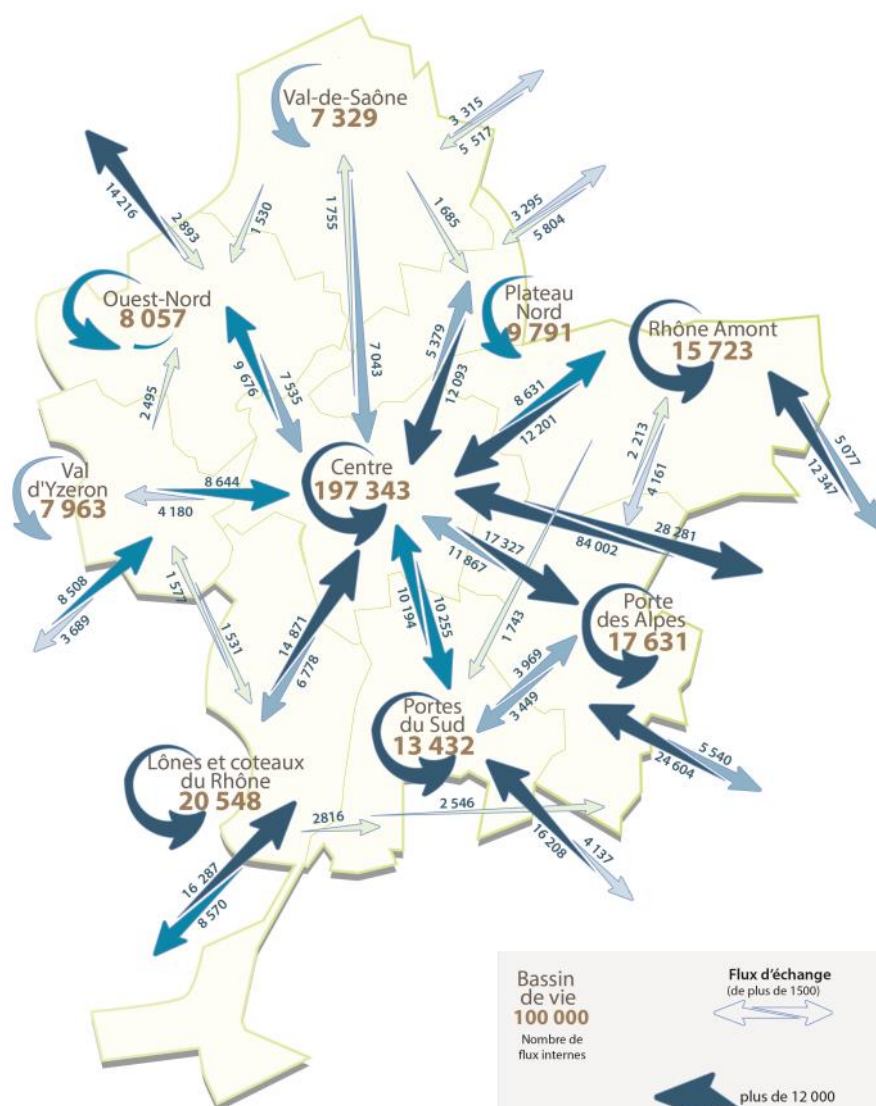 Val-de-Saône
7 329
3 315
5 517
14 216
2 893
1 530
1 755
1 685
3 295
5 804
Ouest-Nord
8 057
Plateau
Nord
9 791
Rhône Amont
15 723
9 676
7 535
7 043
5 379
12 093
8 631
12 201
2 495
2 213
4 161
5 077
12 347
Val
d'Yzeron
7 963
8 644
4 180
Centre
197 343
28 281
84 002
17 327
11 867
8 508
3 689
1 577
1 531
14 871
6 778
10 255
10 194
1 743
Porte
des Alpes
17 631
3 969
3 449
Portes
du Sud
13 432
5 540
24 604
Lônes et coteaux
du Rhône
20 548
2816
2 546
16 208
4 137
16 287
8 570
Bassin
de vie
100 000
Nombre de
flux internes
Flux d'échange
(de plus de 1500)
plus de 12 000